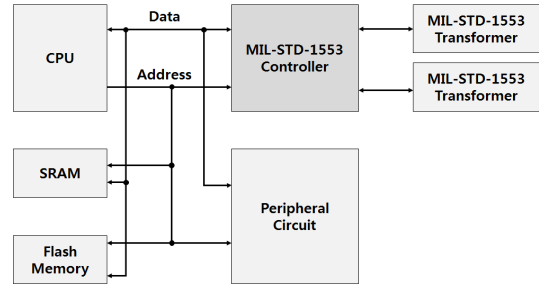 Data
CPU
Address
MIL-STD-1553
Controller
MIL-STD-1553
Transformer
MIL-STD-1553
Transformer
SRAM
Flash
Memory
Peripheral
Circuit